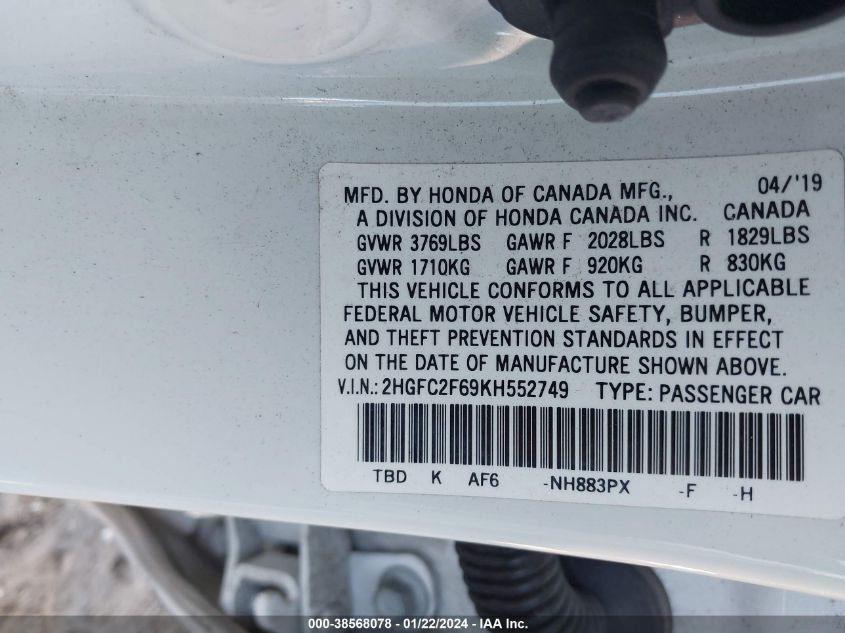 MFD. BY HONDA OF CANADA MFG., 04/'19
A DIVISION OF HONDA CANADA INC. CANADA
GVWR 3769LBS GAWR F 2028LBS R 1829LBS
GVWR 1710KG GAWR F 920KG R 830KG
THIS VEHICLE CONFORMS TO ALL APPLICABLE
FEDERAL MOTOR VEHICLE SAFETY, BUMPER,
AND THEFT PREVENTION STANDARDS IN EFFECT
ON THE DATE OF MANUFACTURE SHOWN ABOVE.
V.I.N.: 2HGFC2F69KH552749 TYPE: PASSENGER CAR
TBD K AF6 -NH883PX -F -H
000-38568078 - 01/22/2024 - IAA Inc.